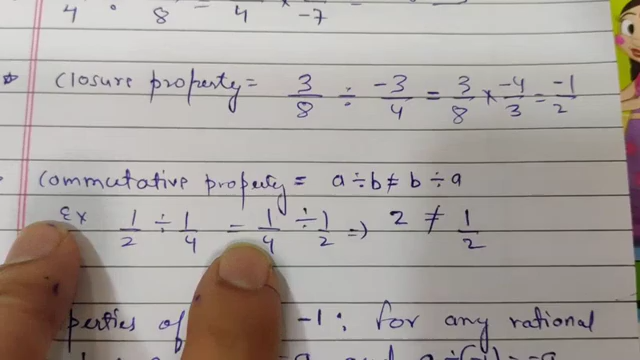 4 ÷ 8 = 4 × -7
Closure property = 3/8 ÷ -3/4 = 3/8 × -4/3 = -1/2
Commutative property = a ÷ b ≠ b ÷ a
Ex 1/2 ÷ 1/4 = 1/4 ÷ 1/2 => 2 ≠ 1/2
perties of -1 : for any rational